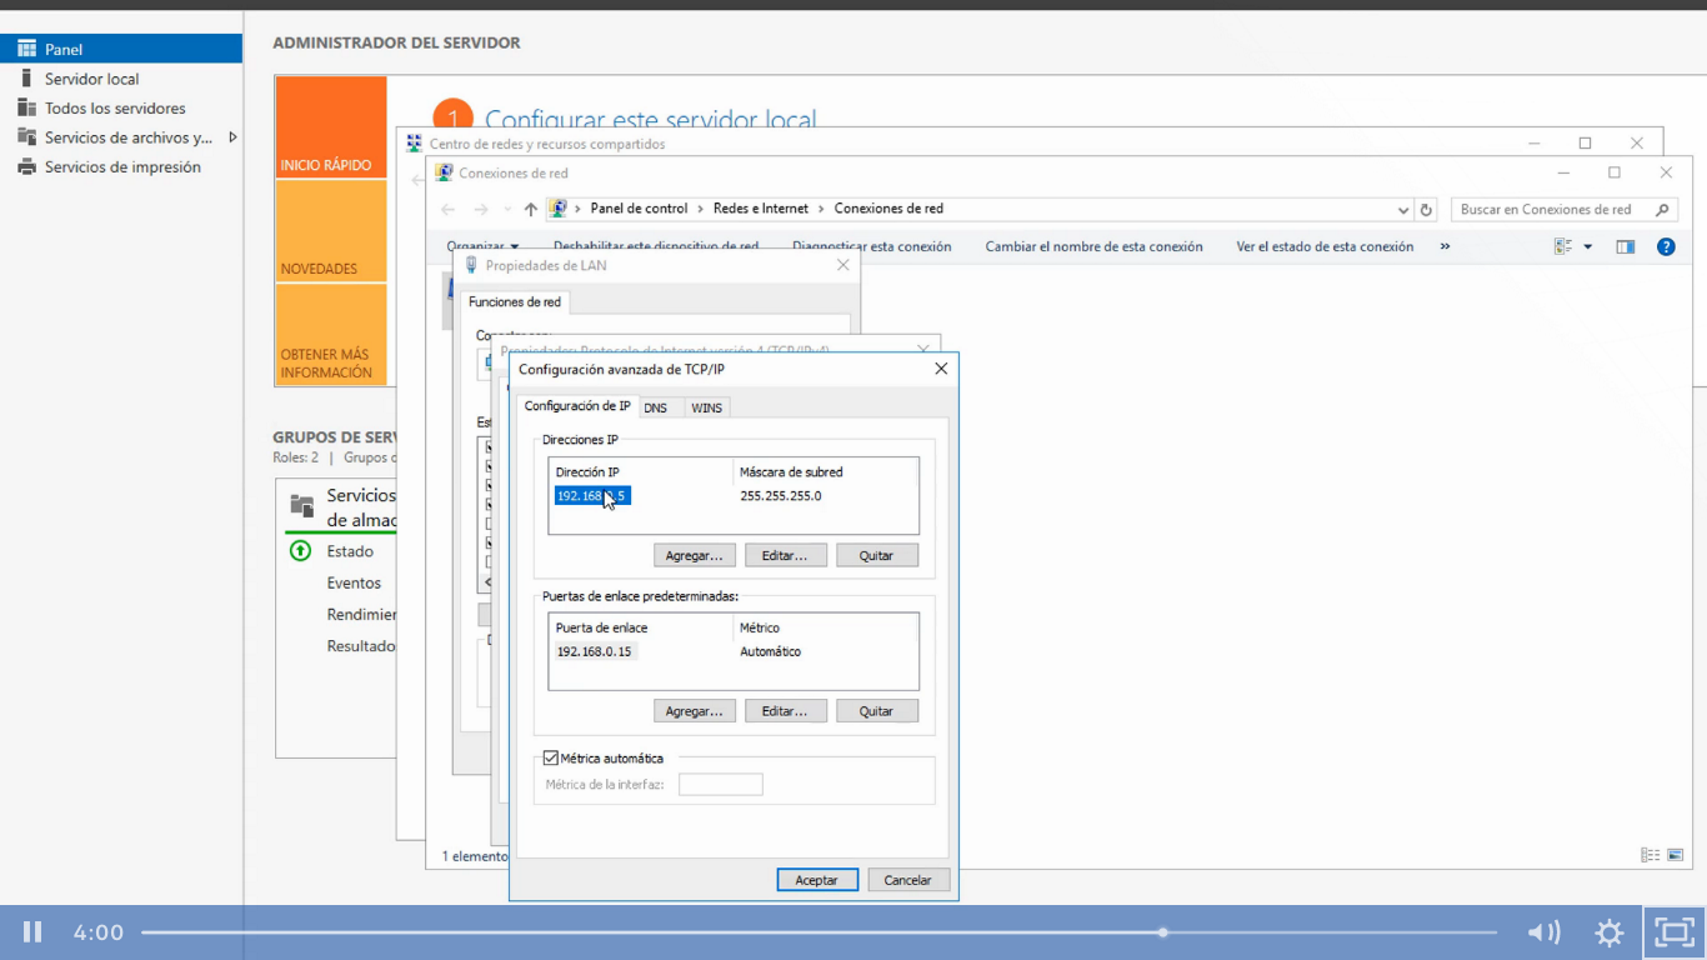 Panel
Servidor local
Todos los servidores
Servicios de archivos y...
Servicios de impresión
ADMINISTRADOR DEL SERVIDOR
INICIO RÁPIDO
NOVEDADES
OBTENER MÁS
INFORMACIÓN
1 Configurar este servidor local
GRUPOS DE SERV
Roles: 2 | Grupos
Servicios
de almac
Estado
Eventos
Rendimier
Resultado
Centro de redes y recursos compartidos
Conexiones de red
Panel de control > Redes e Internet > Conexiones de red
Buscar en Conexiones de red
Organizar
Deshabilitar este dispositivo de red
Diagnosticar esta conexión
Cambiar el nombre de esta conexión
Ver el estado de esta conexión
»
Propiedades de LAN
Funciones de red
Propiedades: Protocolo de Internet versión 4 (TCP/IPv4)
Configuración avanzada de TCP/IP
Configuración de IP
DNS
WINS
Direcciones IP
Dirección IP
Máscara de subred
192.168.0.5
255.255.255.0
Agregar...
Editar...
Quitar
Puertas de enlace predeterminadas:
Puerta de enlace
Métrico
192.168.0.15
Automático
Agregar...
Editar...
Quitar
Métrica automática
Métrica de la interfaz:
Aceptar
Cancelar
1 elemento
4:00